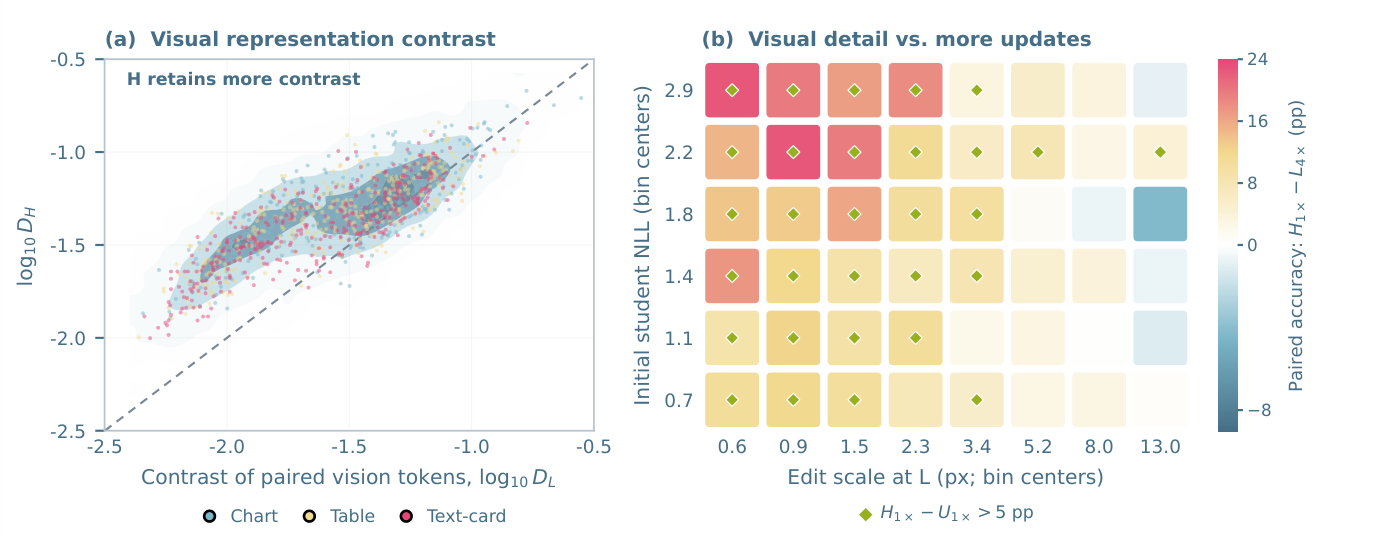 (a) Visual representation contrast
H retains more contrast
-0.5
-1.0
-1.5
-2.0
-2.5
log₁₀ D_H
-2.5 -2.0 -1.5 -1.0 -0.5
Contrast of paired vision tokens, log₁₀ D_L
Chart Table Text-card
(b) Visual detail vs. more updates
2.9
2.2
1.8
1.4
1.1
0.7
Initial student NLL (bin centers)
0.6 0.9 1.5 2.3 3.4 5.2 8.0 13.0
Edit scale at L (px; bin centers)
H₁× − U₁× > 5 pp
24
16
8
0
−8
Paired accuracy: H₁× − L₄× (pp)